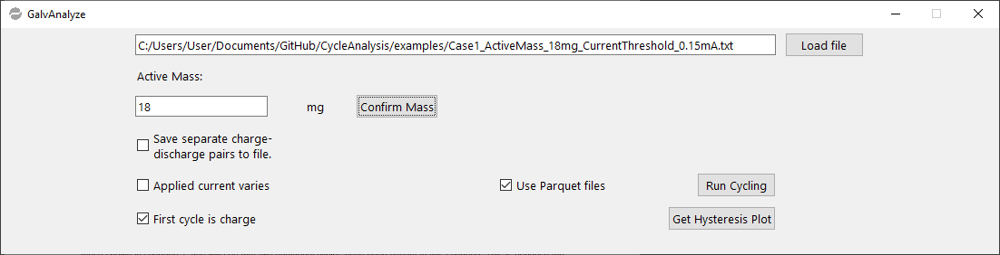 GalvAnalyze
C:/Users/User/Documents/GitHub/CycleAnalysis/examples/Case1_ActiveMass_18mg_CurrentThreshold_0.15mA.txt
Load file
Active Mass:
18
mg
Confirm Mass
Save separate charge-
discharge pairs to file.
Applied current varies
Use Parquet files
Run Cycling
First cycle is charge
Get Hysteresis Plot